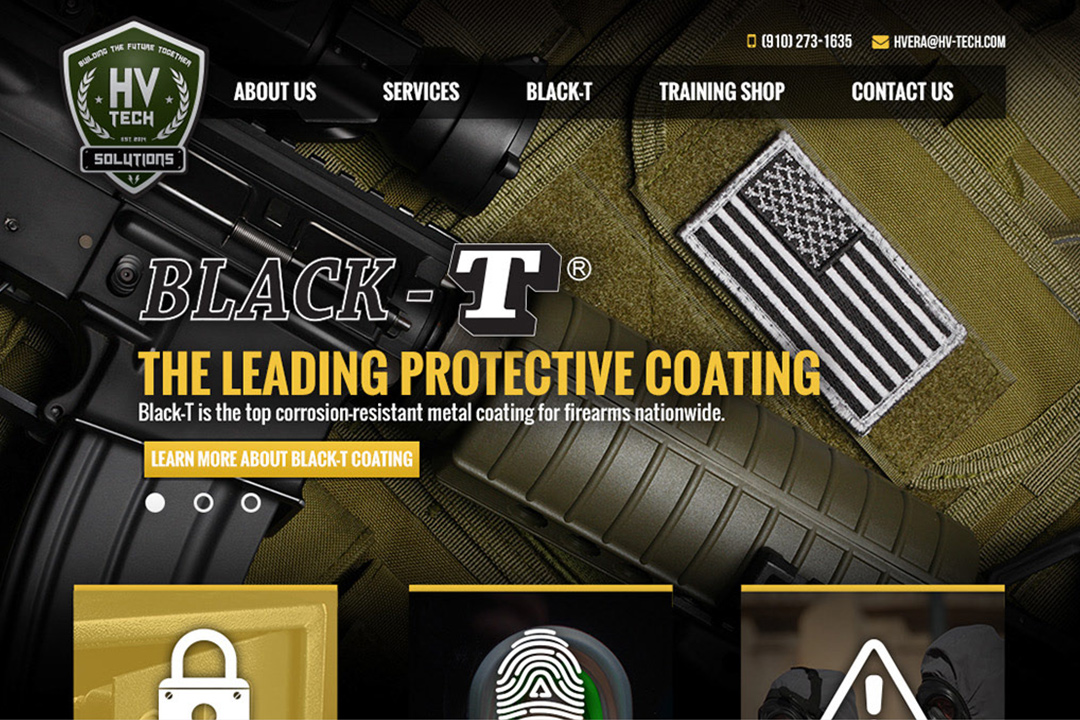 BUILDING THE FUTURE TOGETHER
HV
TECH
EST. 2014
SOLUTIONS
(910) 273-1635
HVERA@HV-TECH.COM
ABOUT US
SERVICES
BLACK-T
TRAINING SHOP
CONTACT US
BLACK-T®
THE LEADING PROTECTIVE COATING
Black-T is the top corrosion-resistant metal coating for firearms nationwide.
LEARN MORE ABOUT BLACK-T COATING